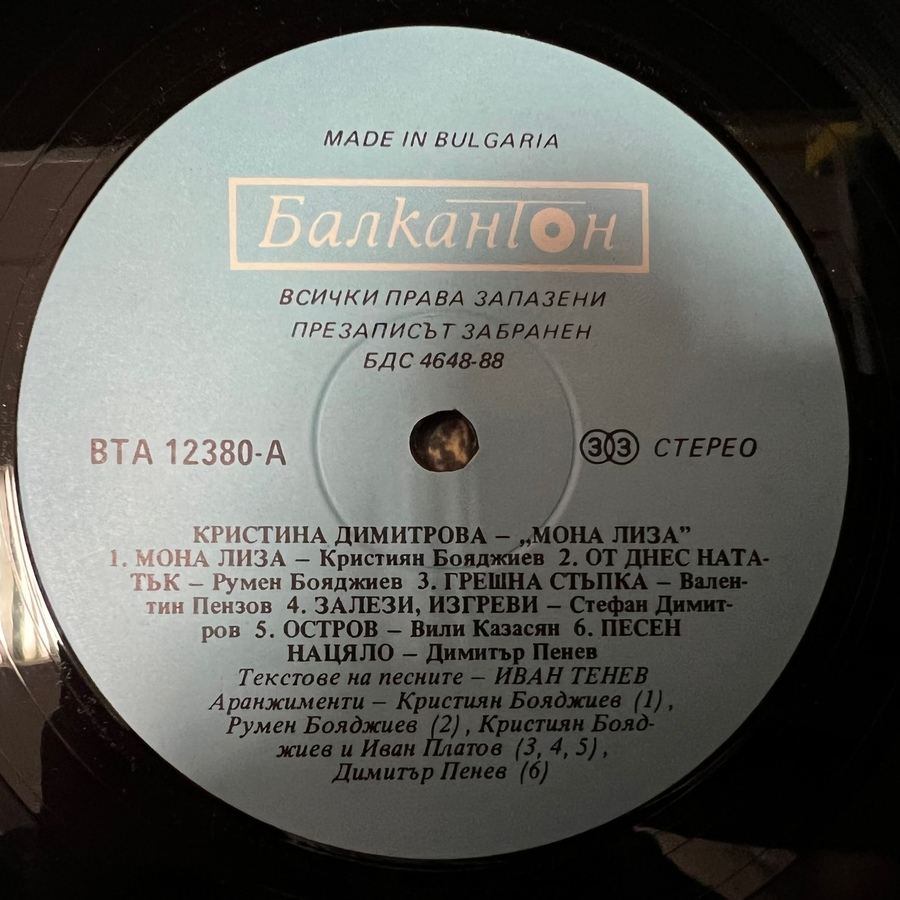 MADE IN BULGARIA
Балкантон
ВСИЧКИ ПРАВА ЗАПАЗЕНИ
ПРЕЗАПИСЪТ ЗАБРАНЕН
БДС 4648-88
ВТА 12380-А
33 СТЕРЕО
КРИСТИНА ДИМИТРОВА – „МОНА ЛИЗА”
1. МОНА ЛИЗА – Кристиян Бояджиев 2. ОТ ДНЕС НАТА-
ТЪК – Румен Бояджиев 3. ГРЕШНА СТЪПКА – Вален-
тин Пензов 4. ЗАЛЕЗИ, ИЗГРЕВИ – Стефан Димит-
ров 5. ОСТРОВ – Вили Казасян 6. ПЕСЕН
НАЦЯЛО – Димитър Пенев
Текстове на песните – ИВАН ТЕНЕВ
Аранжименти – Кристиян Бояджиев (1),
Румен Бояджиев (2), Кристиян Бояд-
жиев и Иван Платов (3, 4, 5),
Димитър Пенев (6)